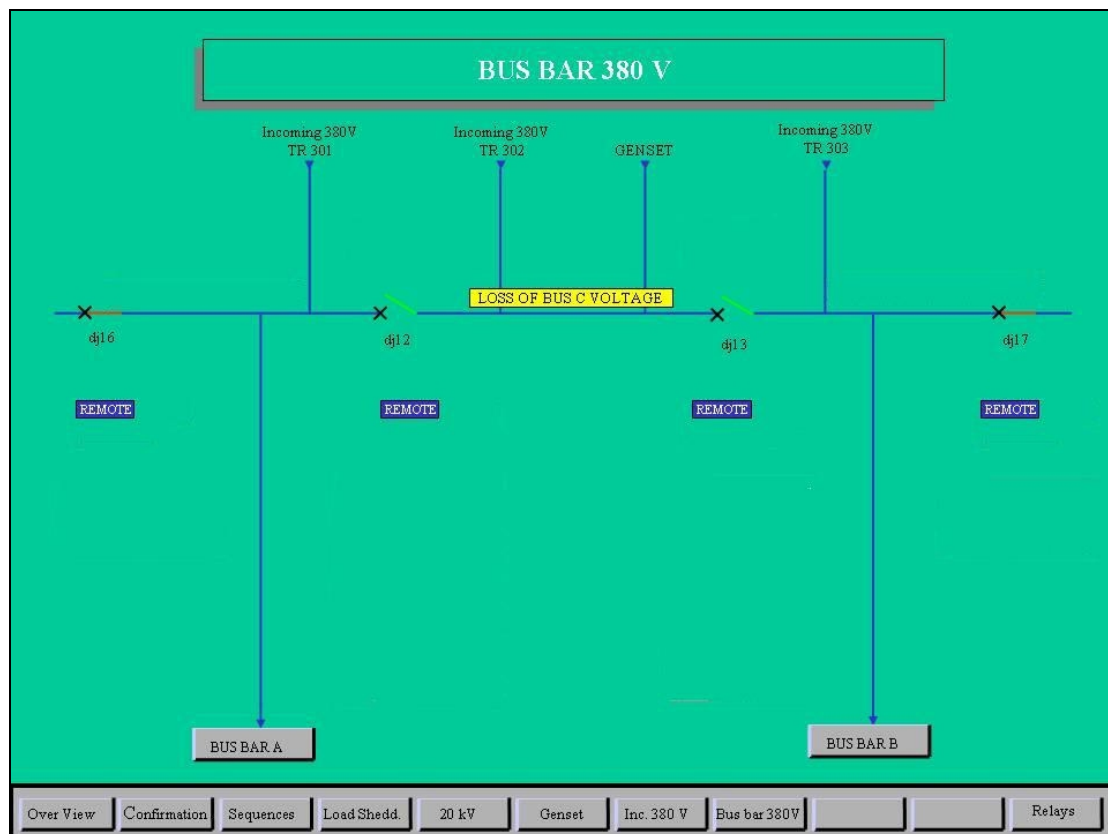 BUS BAR 380 V
Incoming 380V
TR 301
Incoming 380V
TR 302
GENSET
Incoming 380V
TR 303
LOSS OF BUS C VOLTAGE
dj16
dj12
dj13
dj17
REMOTE
REMOTE
REMOTE
REMOTE
BUS BAR A
BUS BAR B
Over View
Confirmation
Sequences
Load Shedd.
20 kV
Genset
Inc. 380 V
Bus bar 380V
Relays